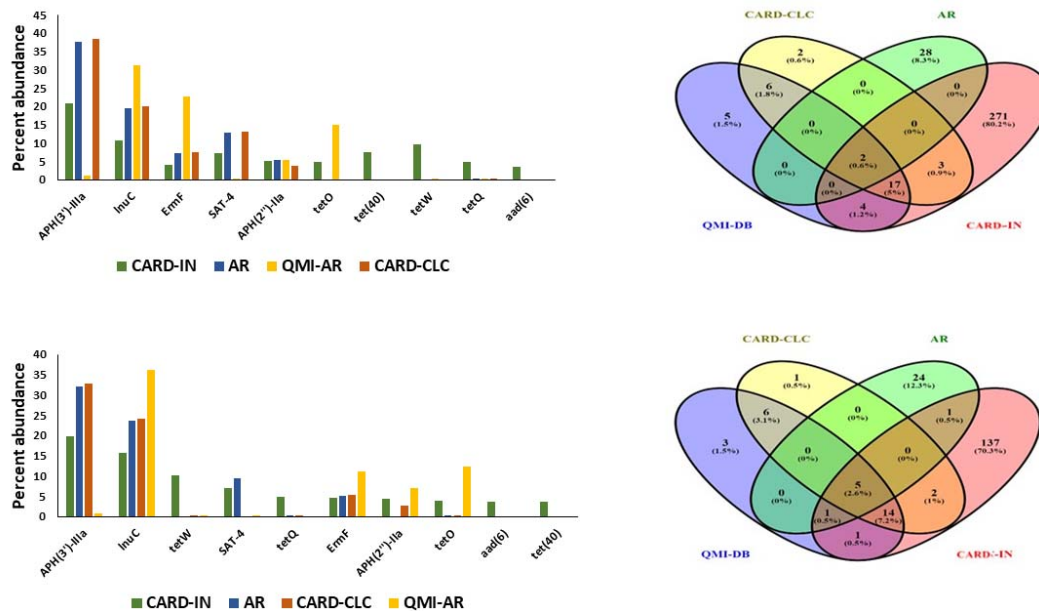 Percent abundance
45
40
35
30
25
20
15
10
5
0
APH(3')-IIIa
lnuC
ErmF
SAT-4
APH(2'')-IIa
tetO
tet(40)
tetW
tetQ
aad(6)
CARD-IN AR QMI-AR CARD-CLC
CARD-CLC AR
2
(0.6%)
28
(8.3%)
6
(1.8%)
0
(0%)
0
(0%)
5
(1.5%)
271
(80.2%)
0
(0%)
0
(0%)
0
(0%)
2
(0.6%)
3
(0.9%)
0
(0%)
17
(5%)
4
(1.2%)
QMI-DB CARD-IN
Percent abundance
40
35
30
25
20
15
10
5
0
APH(3')-IIIa
lnuC
tetW
SAT-4
tetQ
ErmF
APH(2'')-IIa
tetO
aad(6)
tet(40)
CARD-IN AR CARD-CLC QMI-AR
CARD-CLC AR
1
(0.5%)
24
(12.3%)
6
(3.1%)
0
(0%)
1
(0.5%)
3
(1.5%)
137
(70.3%)
0
(0%)
0
(0%)
0
(0%)
5
(2.6%)
2
(1%)
1
(0.5%)
14
(7.2%)
1
(0.5%)
QMI-DB CARD/-IN